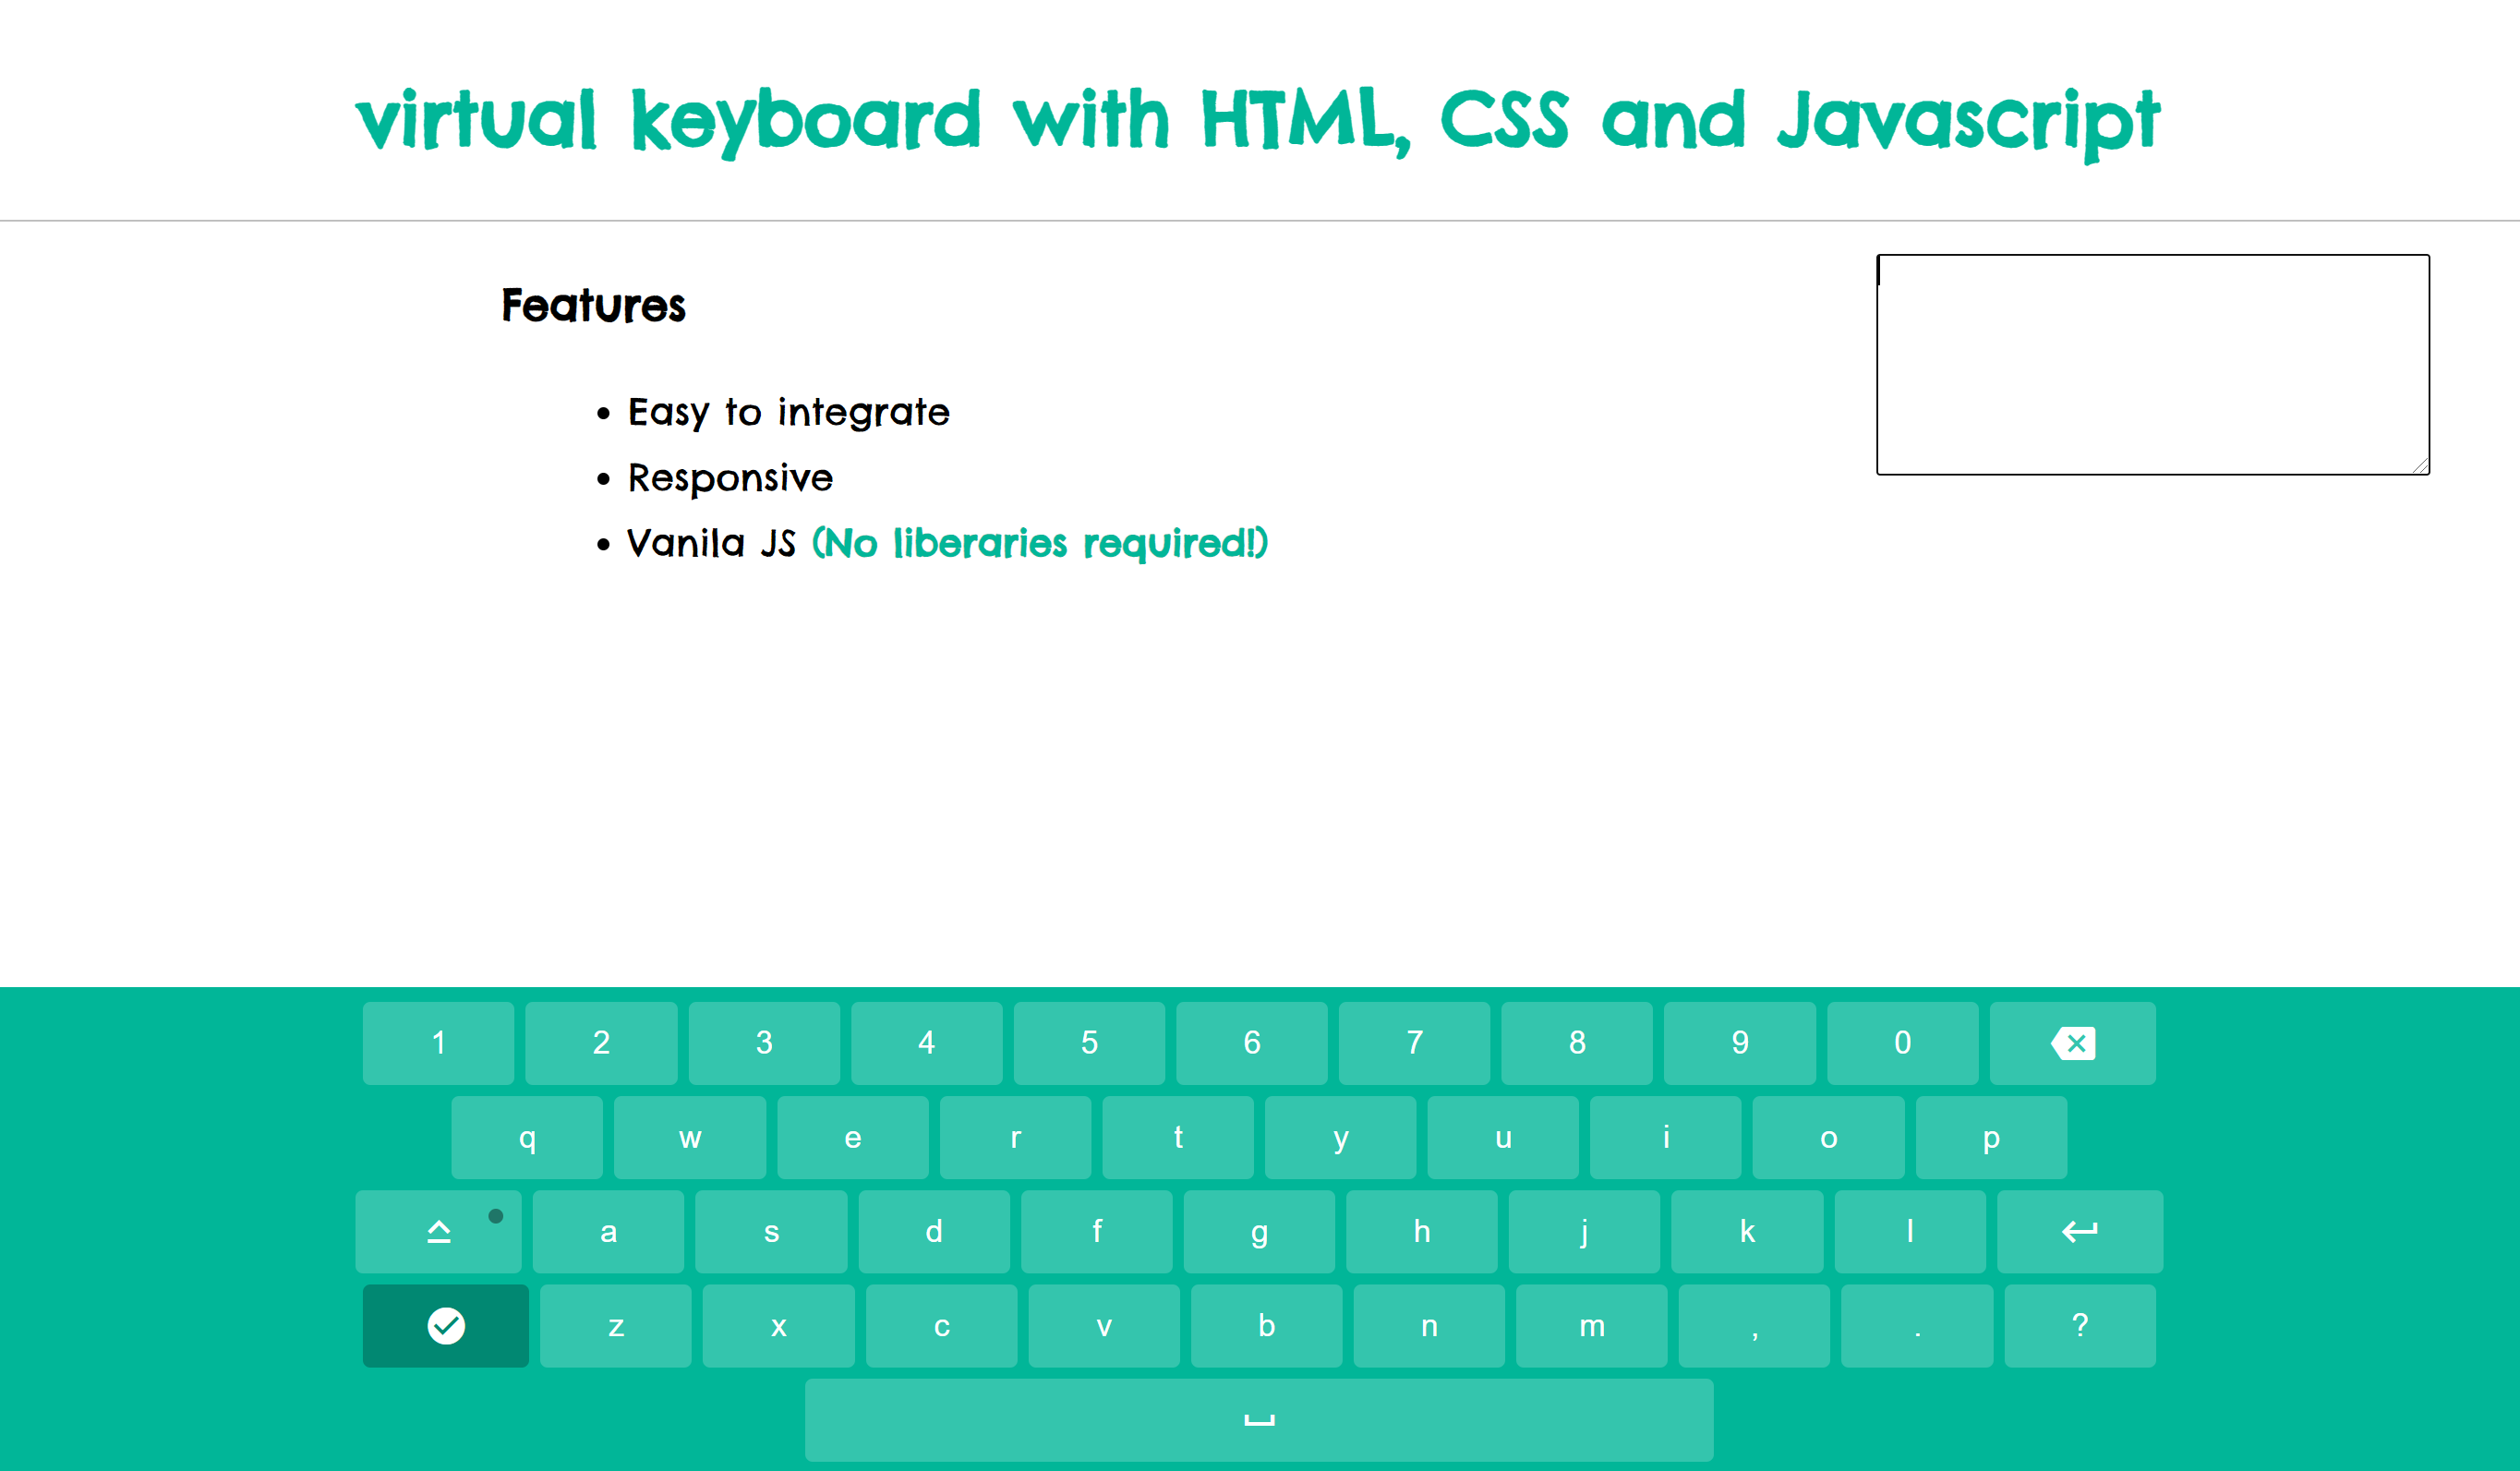 virtual keyboard with HTML, CSS and Javascript
Features
Easy to integrate
Responsive
Vanila JS (No liberaries required!)
1 2 3 4 5 6 7 8 9 0
q w e r t y u i o p
a s d f g h j k l
z x c v b n m , . ?